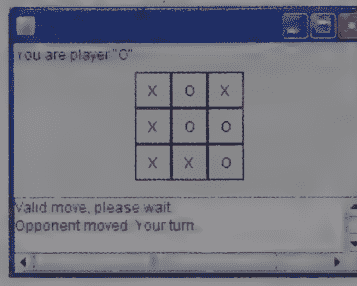 You are player "O"
X O X
X O O
X X O
Valid move, please wait.
Opponent moved. Your turn.